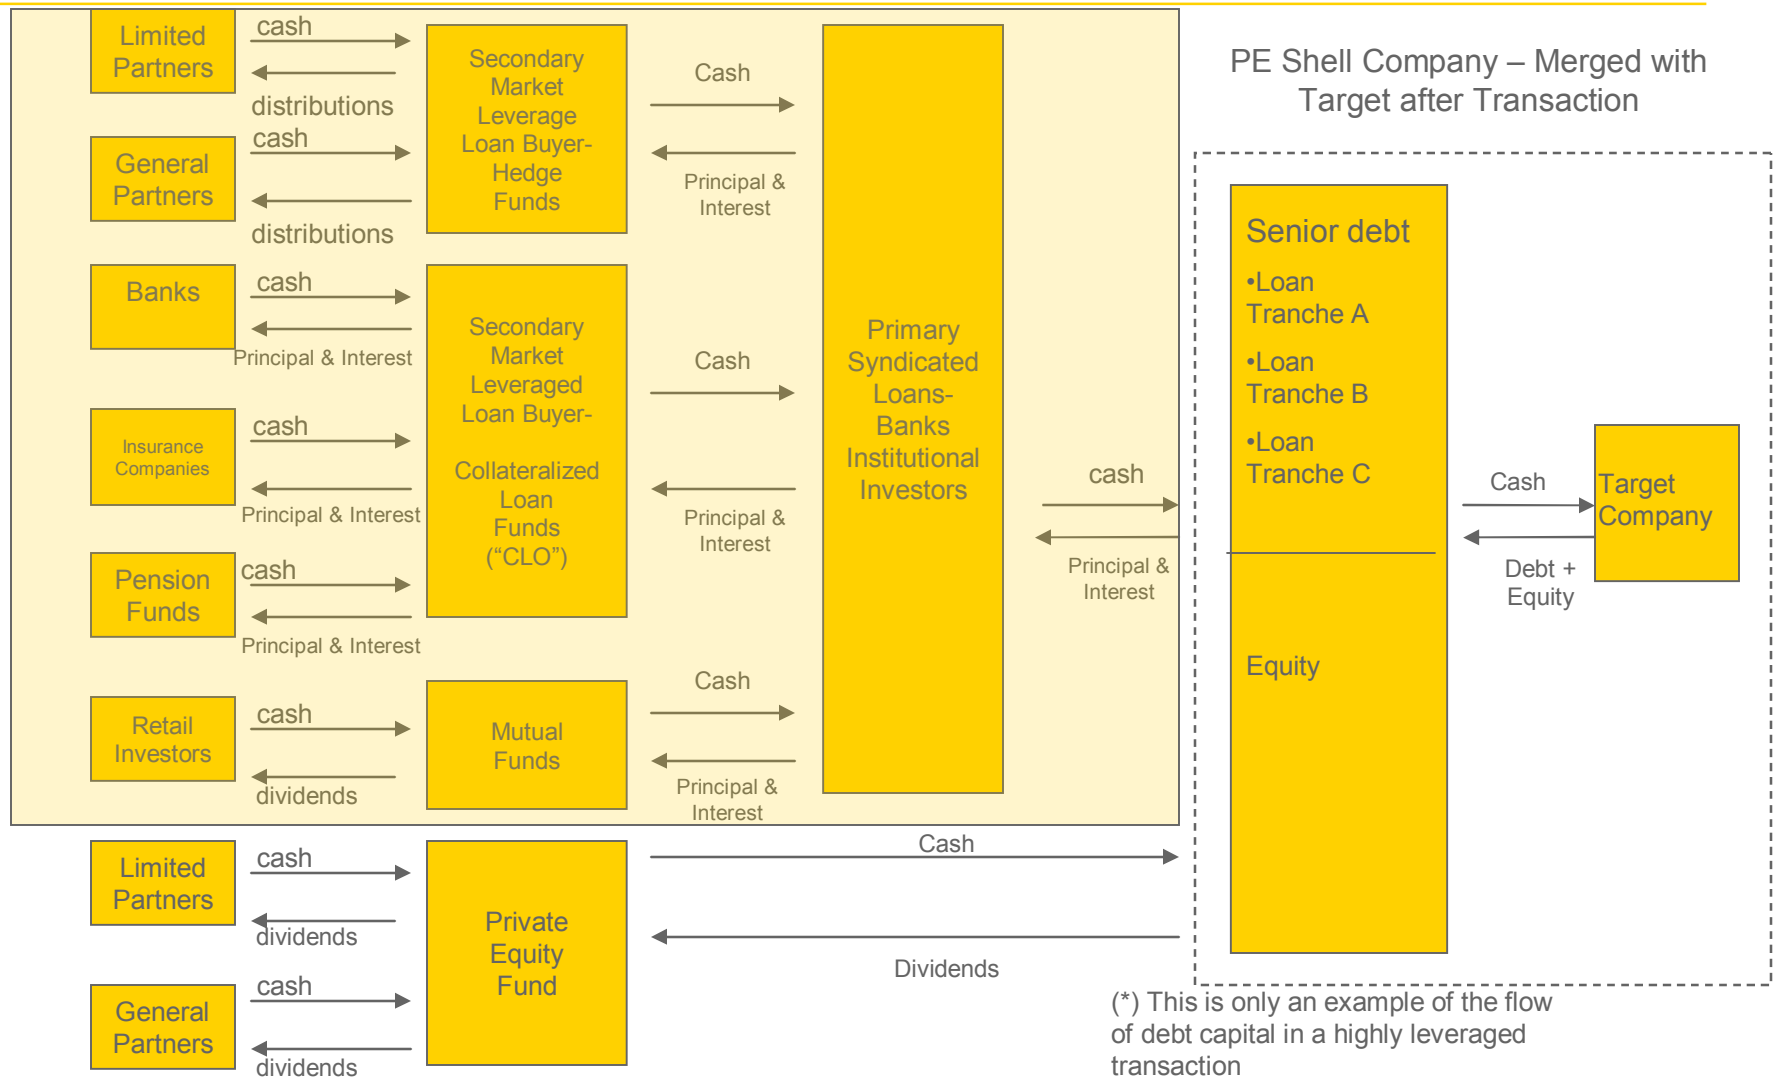 Limited
Partners
cash
distributions
cash
General
Partners
distributions
Secondary
Market
Leverage
Loan Buyer-
Hedge
Funds
Cash
Principal &
Interest
Banks
cash
Principal & Interest
Insurance
Companies
cash
Principal & Interest
Pension
Funds
cash
Principal & Interest
Secondary
Market
Leveraged
Loan Buyer-
Collateralized
Loan
Funds
(“CLO”)
Cash
Principal &
Interest
Retail
Investors
cash
dividends
Mutual
Funds
Cash
Principal &
Interest
Primary
Syndicated
Loans-
Banks
Institutional
Investors
cash
Principal &
Interest
Limited
Partners
cash
dividends
General
Partners
cash
dividends
Private
Equity
Fund
Cash
Dividends
PE Shell Company – Merged with
Target after Transaction
Senior debt
•Loan
Tranche A
•Loan
Tranche B
•Loan
Tranche C
Equity
Cash
Debt +
Equity
Target
Company
(*) This is only an example of the flow
of debt capital in a highly leveraged
transaction